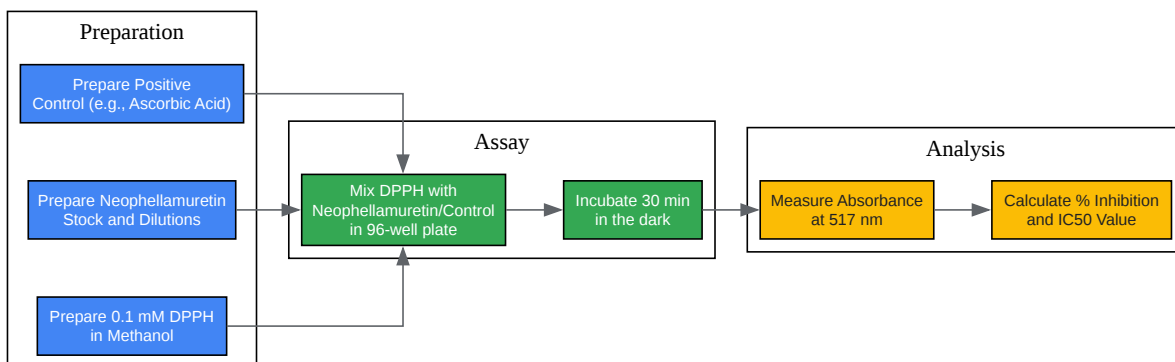 Preparation
Prepare Positive
Control (e.g., Ascorbic Acid)
Prepare Neophellamuretin
Stock and Dilutions
Prepare 0.1 mM DPPH
in Methanol
Assay
Mix DPPH with
Neophellamuretin/Control
in 96-well plate
Incubate 30 min
in the dark
Analysis
Measure Absorbance
at 517 nm
Calculate % Inhibition
and IC50 Value